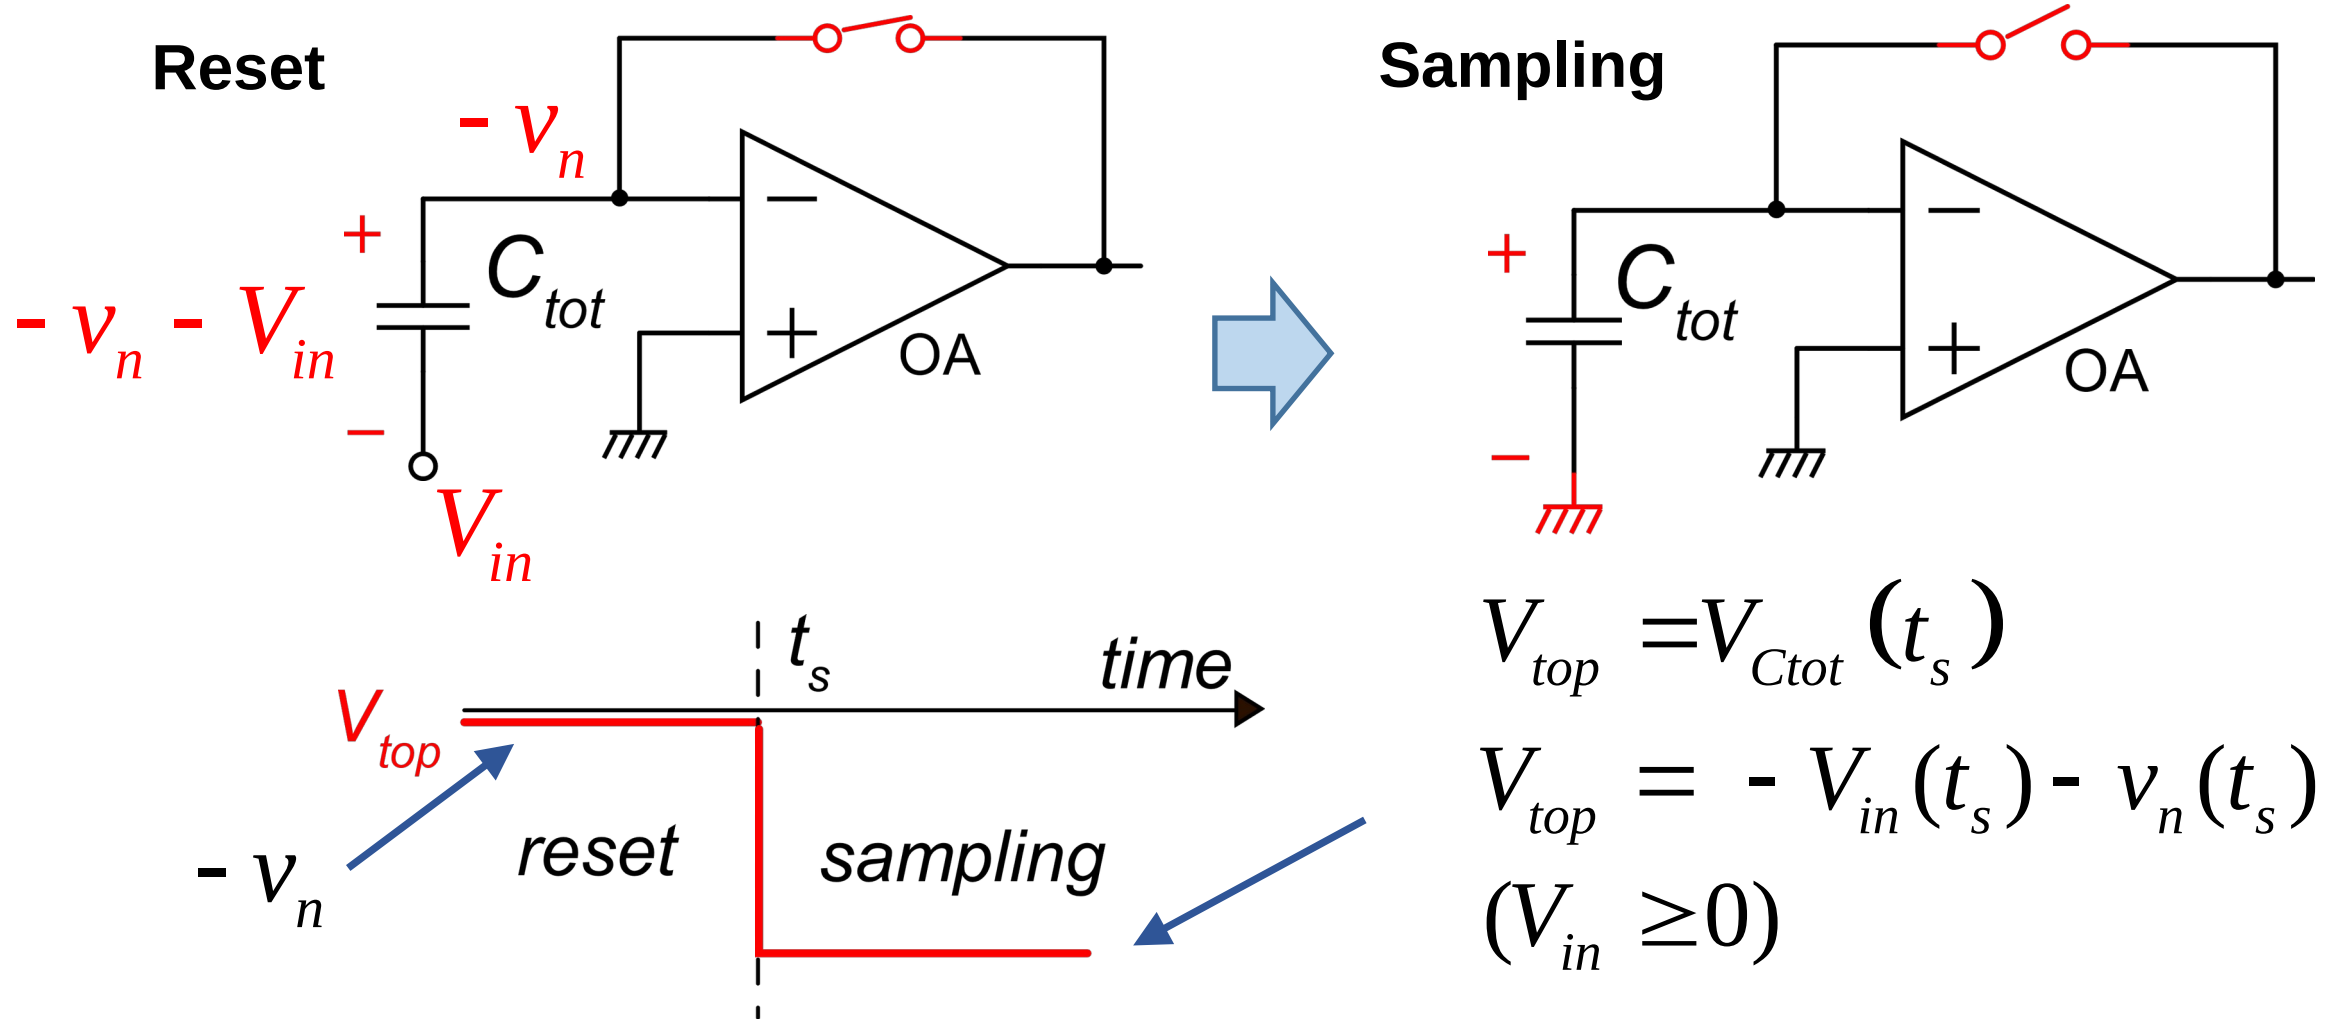 Reset
- vn
+
Ctot
- vn - Vin
−
+
OA
−
Vin
Sampling
+
Ctot
−
+
OA
−
ts
time
Vtop
reset
sampling
- vn
Vtop =VCtot (ts)
Vtop = - Vin(ts) - vn(ts)
(Vin ≥0)